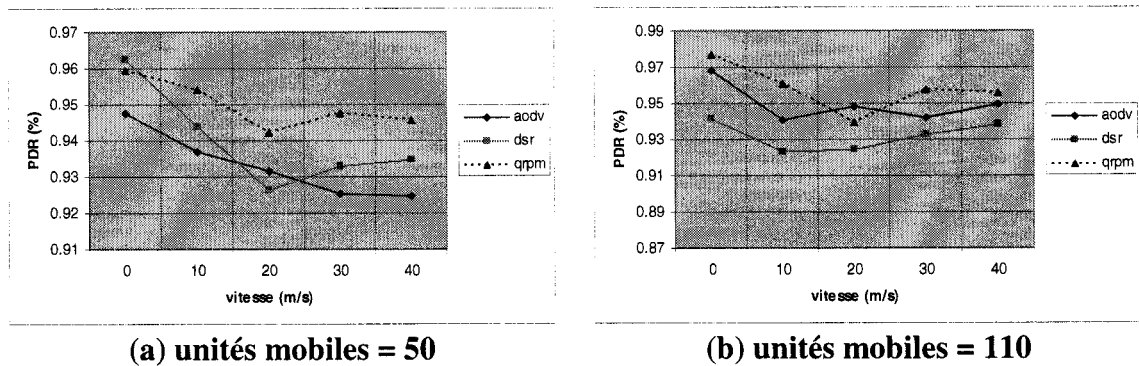 0.97
0.96
0.95
0.94
0.93
0.92
0.91
PDR (%)
0 10 20 30 40
vitesse (m/s)
aodv
dsr
qrpm
(a) unités mobiles = 50
0.99
0.97
0.95
0.93
0.91
0.89
0.87
PDR (%)
0 10 20 30 40
vitesse (m/s)
aodv
dsr
qrpm
(b) unités mobiles = 110